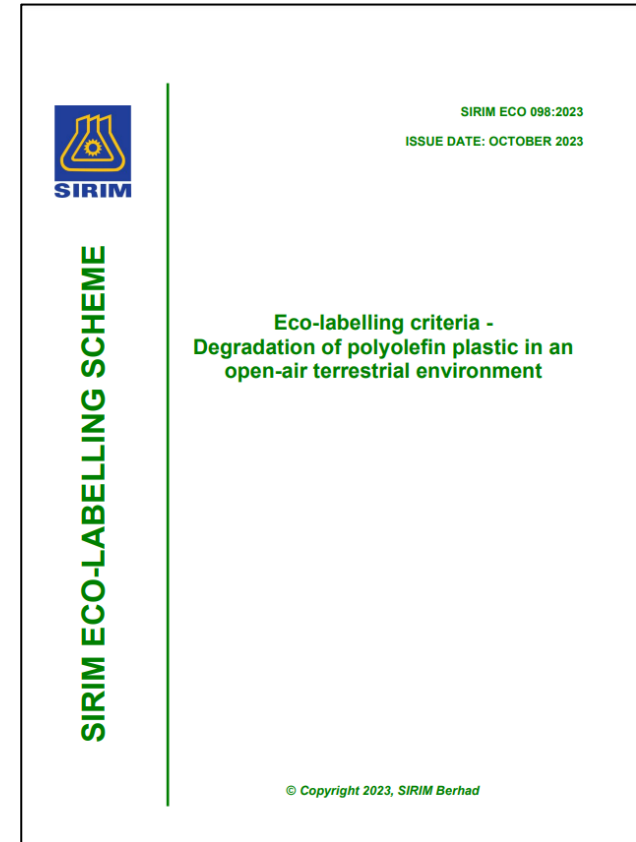 SIRIM ECO 098:2023
ISSUE DATE: OCTOBER 2023
SIRIM
SIRIM ECO-LABELLING SCHEME
Eco-labelling criteria -
Degradation of polyolefin plastic in an
open-air terrestrial environment
© Copyright 2023, SIRIM Berhad